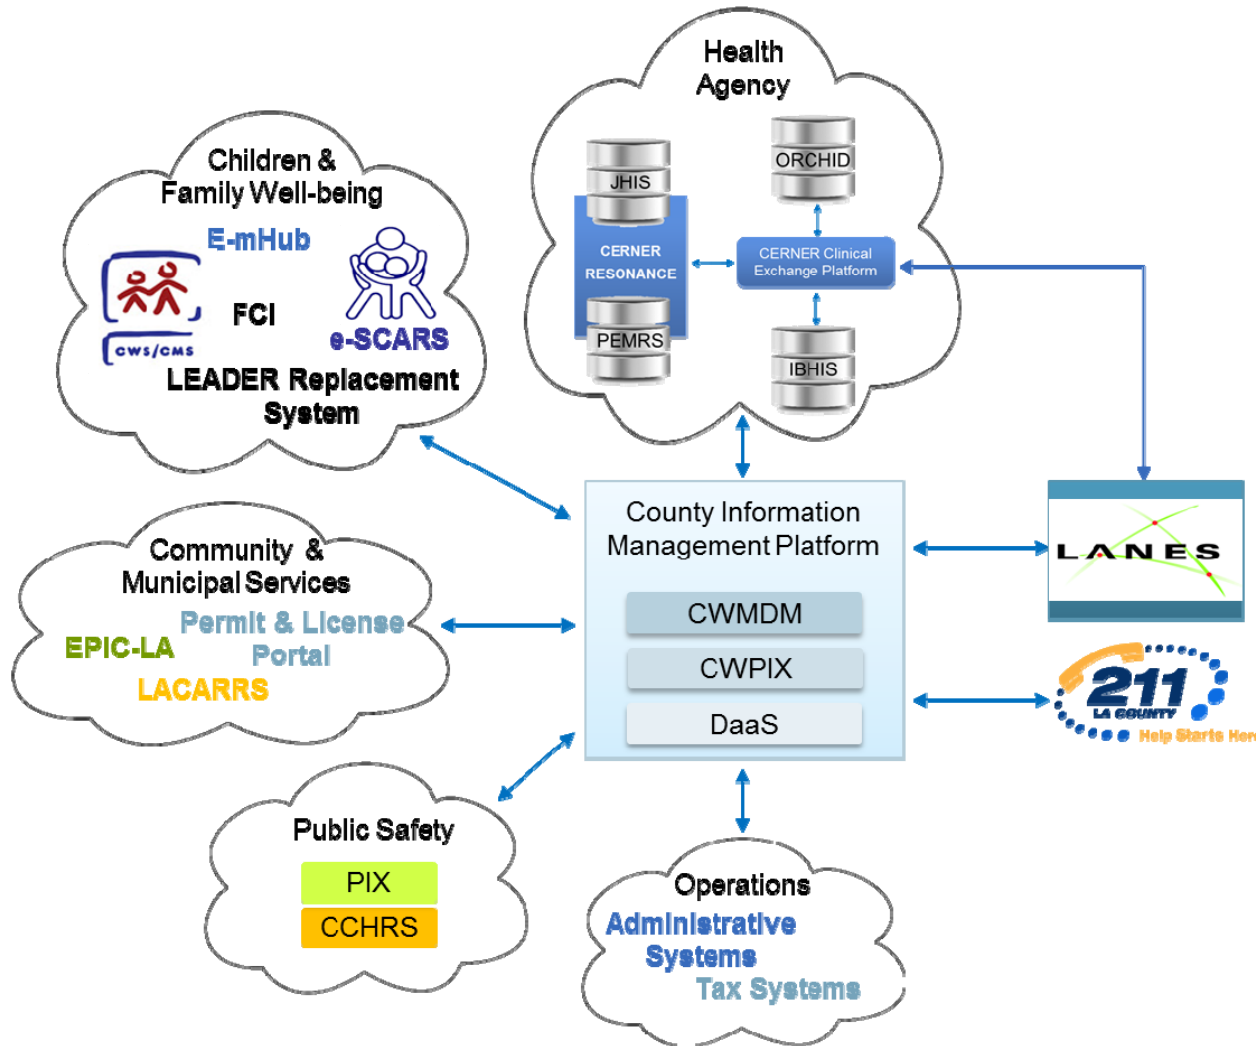 Health
Agency
JHIS
ORCHID
CERNER
RESONANCE
CERNER Clinical
Exchange Platform
PEMRS
IBHIS
Children &
Family Well-being
E-mHub
CWS/CMS
FCI
e-SCARS
LEADER Replacement
System
Community &
Municipal Services
Permit & License
Portal
EPIC-LA
LACARRS
County Information
Management Platform
CWMDM
CWPIX
DaaS
LANES
211
LA COUNTY
Help Starts Here
Public Safety
PIX
CCHRS
Operations
Administrative
Systems
Tax Systems